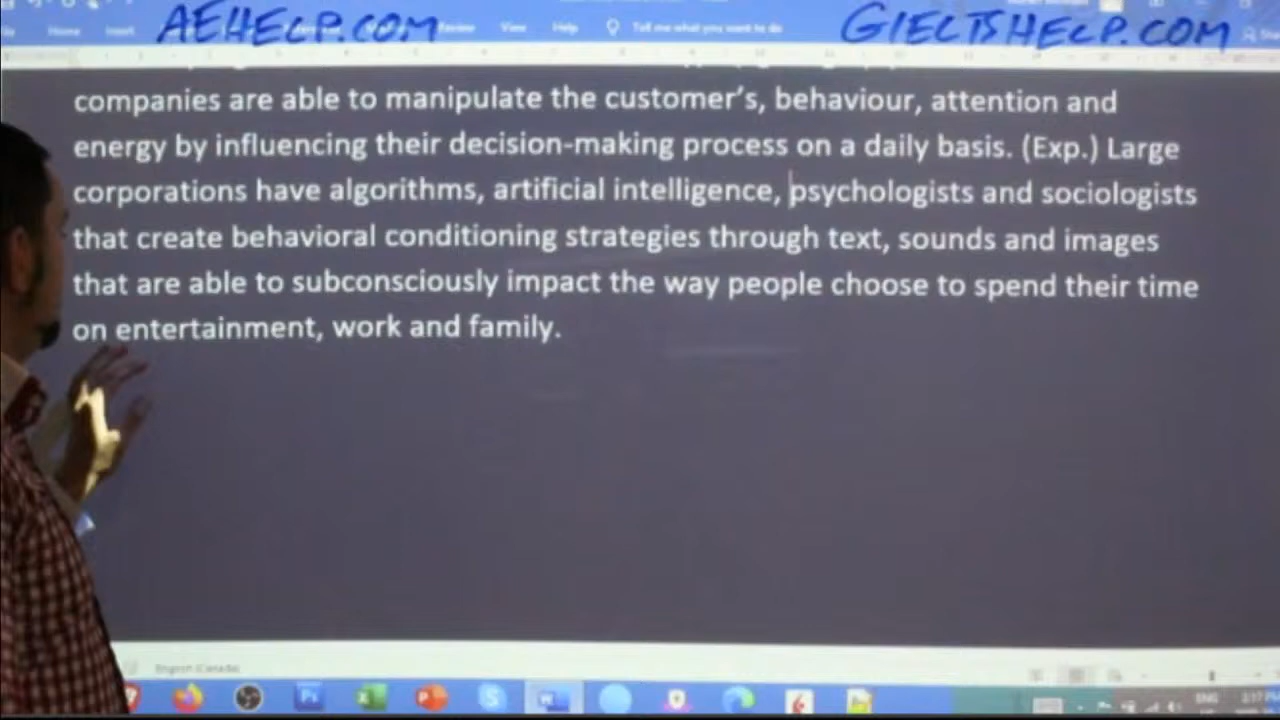 AEHELP.COM
GIELTSHELP.COM
Home Insert Review View Help Tell me what you want to do
companies are able to manipulate the customer's, behaviour, attention and
energy by influencing their decision-making process on a daily basis. (Exp.) Large
corporations have algorithms, artificial intelligence, psychologists and sociologists
that create behavioral conditioning strategies through text, sounds and images
that are able to subconsciously impact the way people choose to spend their time
on entertainment, work and family.
English (Canada)
ENG 3:17